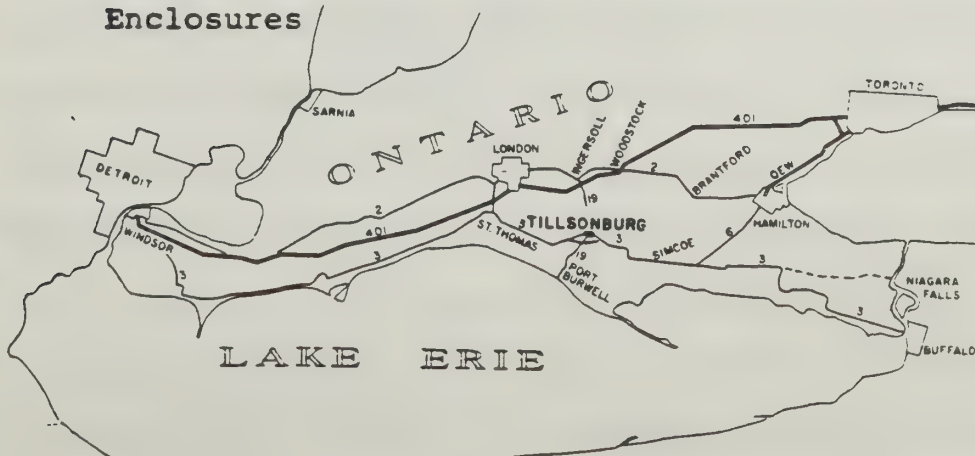 Enclosures
TORONTO
SARNIA
ONTARIO
401
LONDON
INGERSOLL
WOODSTOCK
DETROIT
2
BRANTFORD
QEW
2
19
HAMILTON
WINDSOR
401
3
TILLSONBURG
6
ST. THOMAS
3
SIMCOE
3
3
19
PORT
BURWELL
3
NIAGARA
FALLS
3
LAKE ERIE
BUFFALO